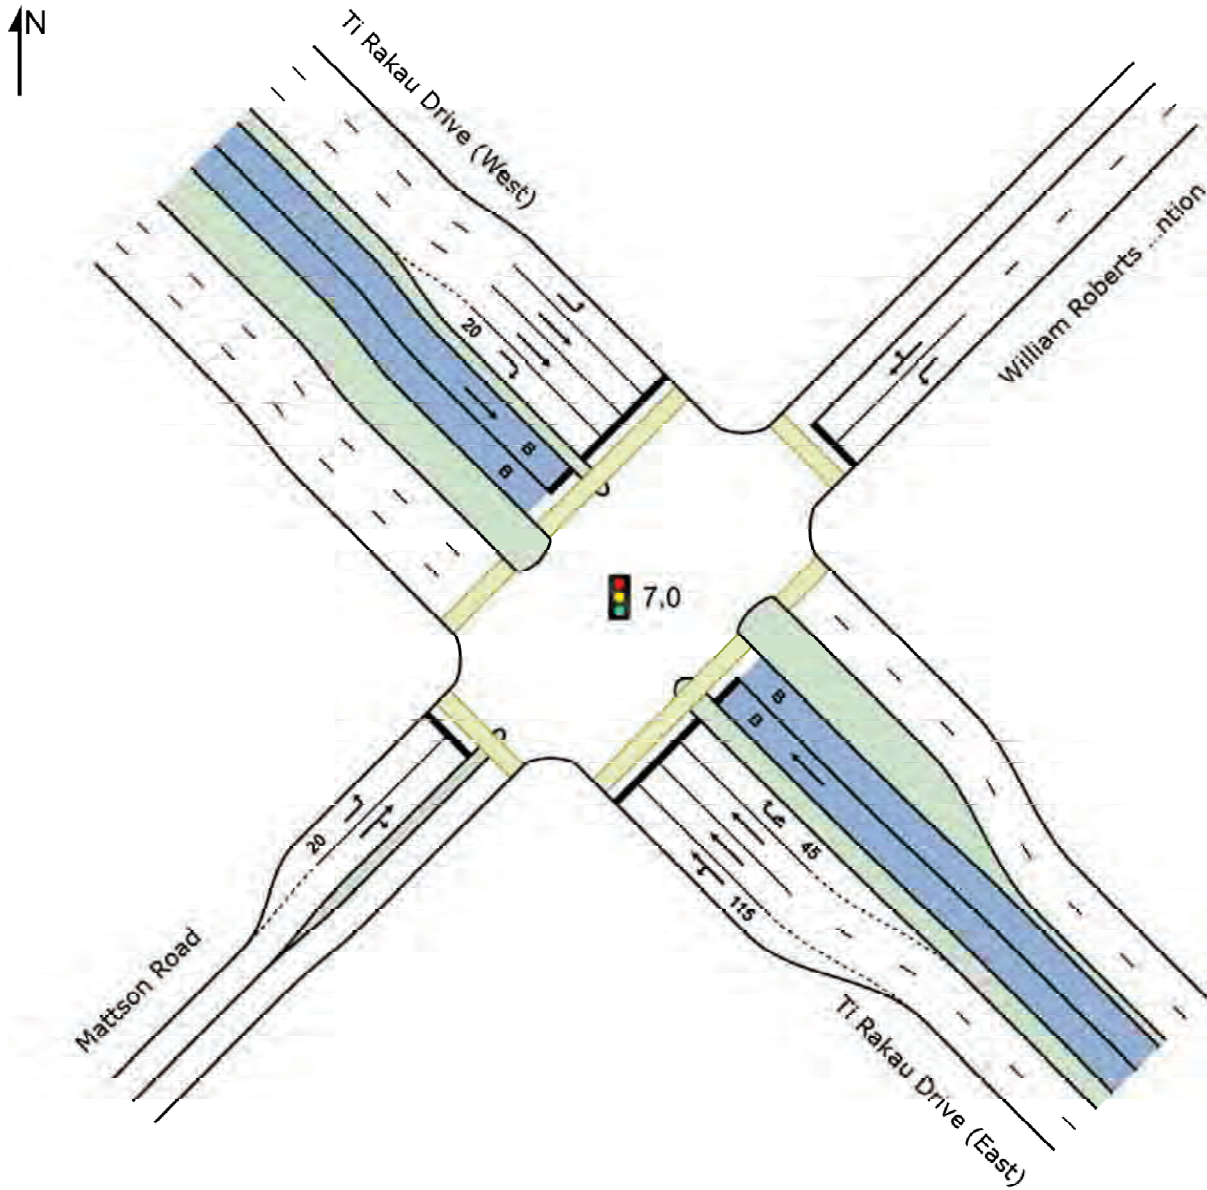 N
Ti Rakau Drive (West)
William Roberts ...ntion
20
B
B
7,0
B
B
20
45
115
Mattson Road
Ti Rakau Drive (East)